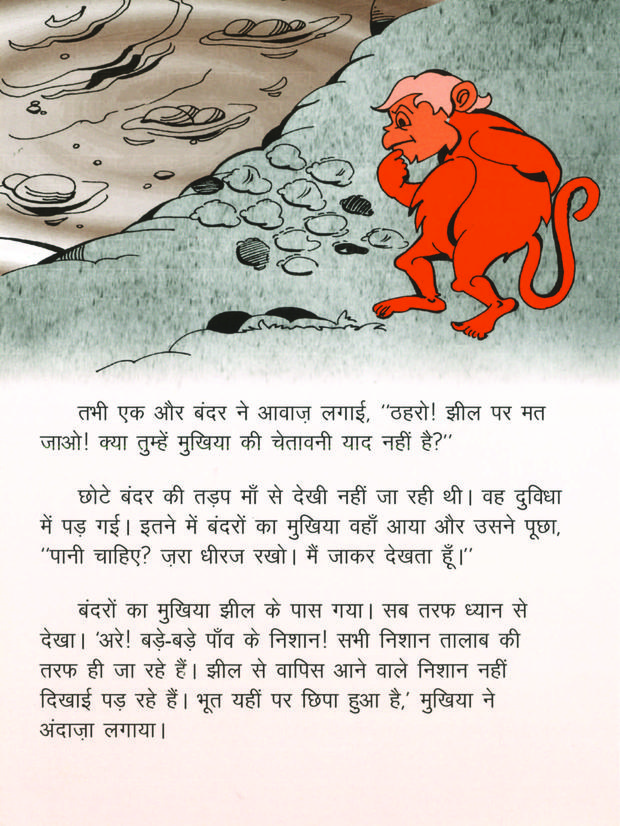 तभी एक और बंदर ने आवाज़ लगाई, ''ठहरो! झील पर मत
जाओ! क्या तुम्हें मुखिया की चेतावनी याद नहीं है?''
छोटे बंदर की तड़प माँ से देखी नहीं जा रही थी। वह दुविधा
में पड़ गई। इतने में बंदरों का मुखिया वहाँ आया और उसने पूछा,
''पानी चाहिए? ज़रा धीरज रखो। मैं जाकर देखता हूँ।''
बंदरों का मुखिया झील के पास गया। सब तरफ ध्यान से
देखा। 'अरे! बड़े-बड़े पाँव के निशान! सभी निशान तालाब की
तरफ ही जा रहे हैं। झील से वापिस आने वाले निशान नहीं
दिखाई पड़ रहे हैं। भूत यहीं पर छिपा हुआ है,' मुखिया ने
अंदाज़ा लगाया।